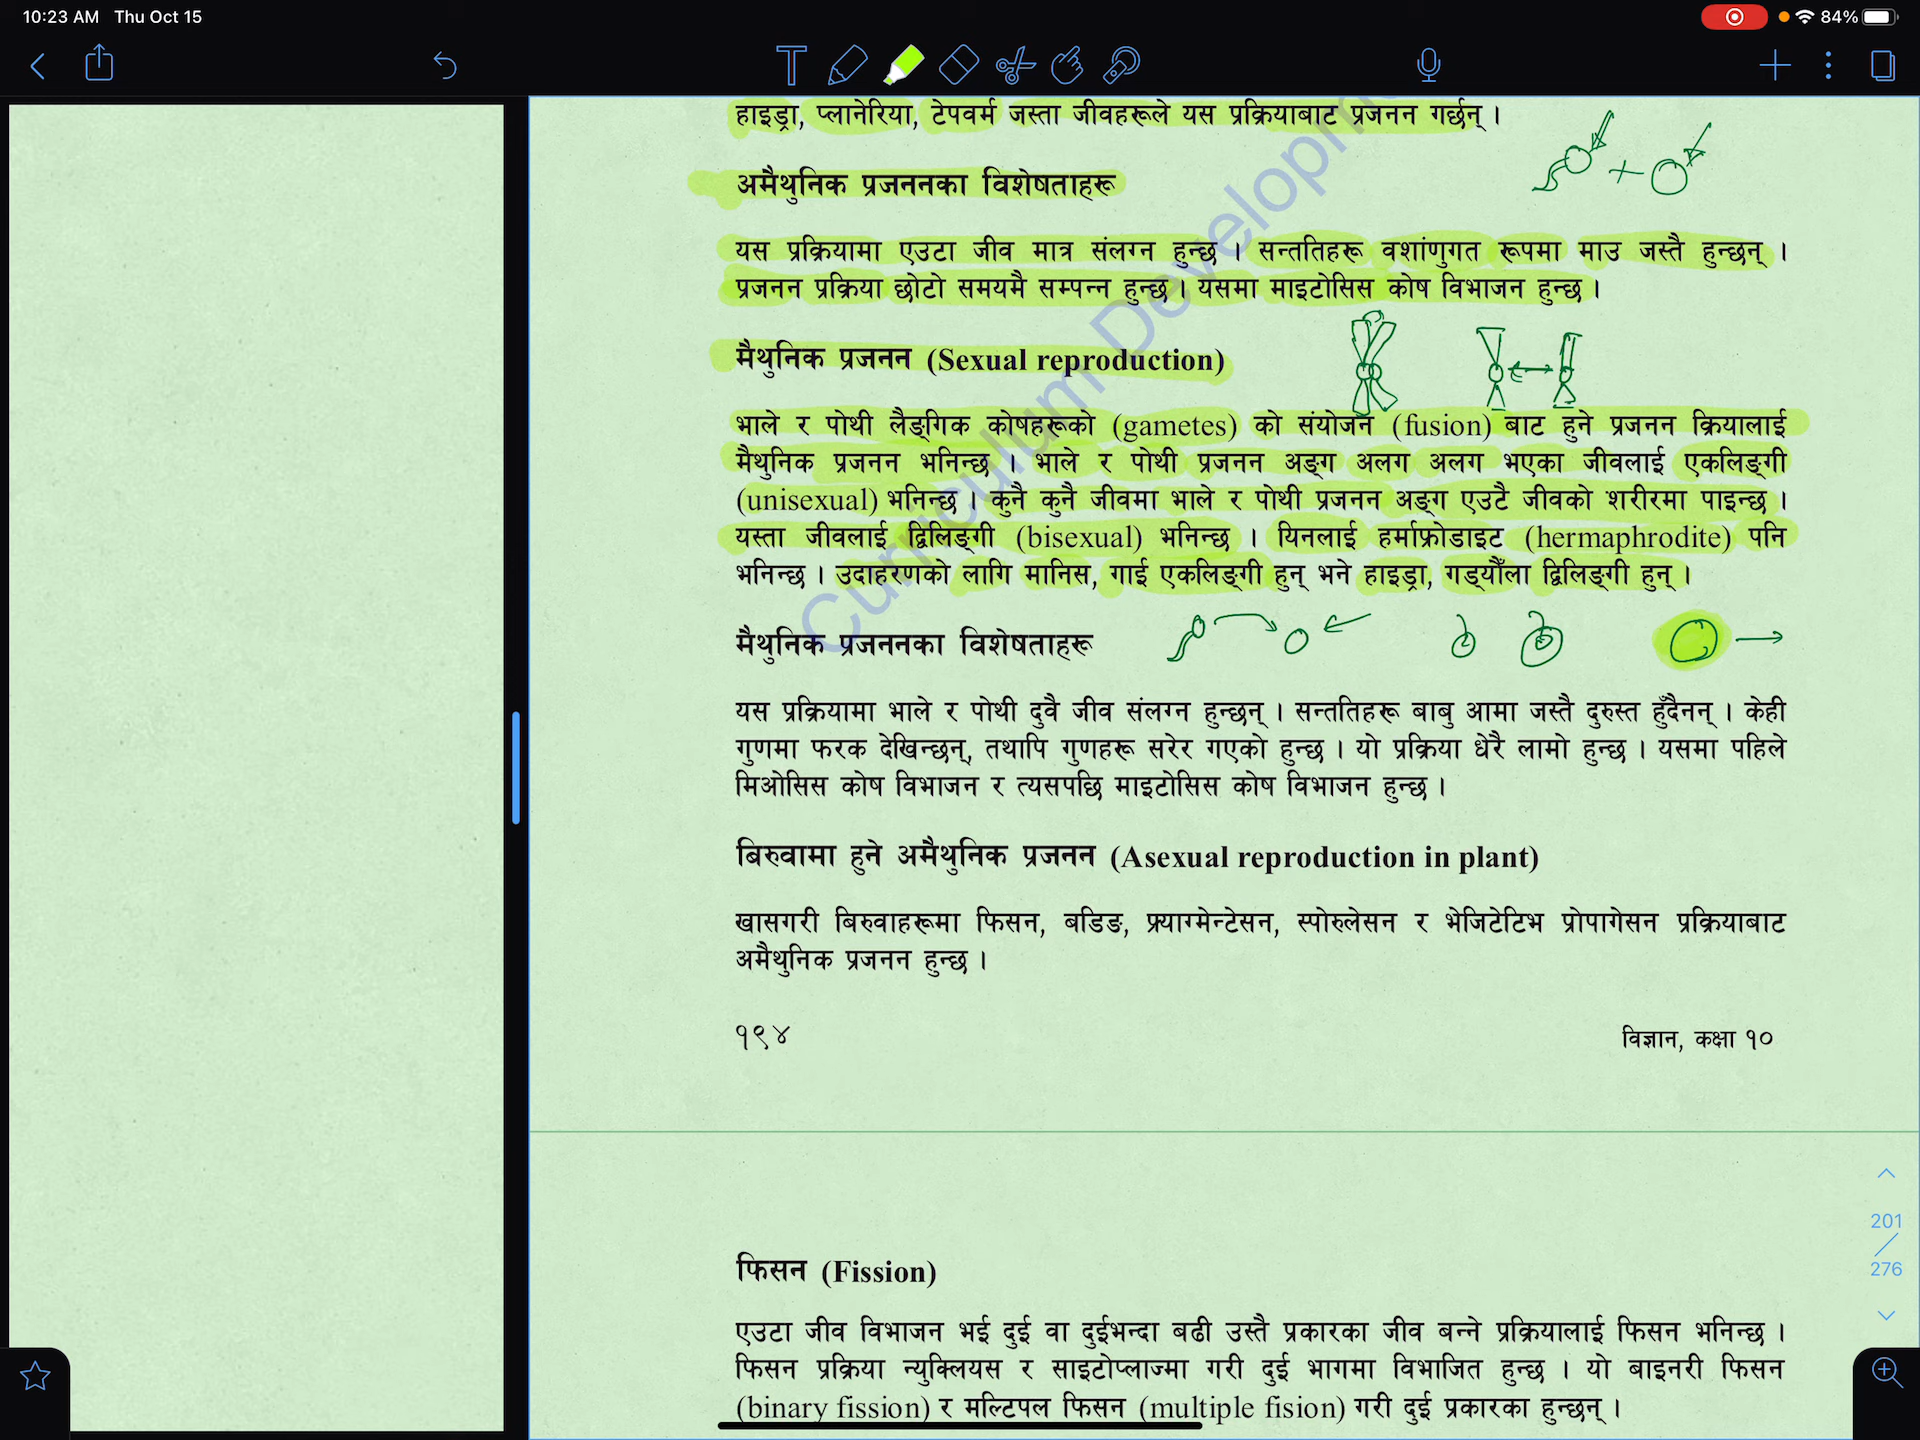 10:23 AM Thu Oct 15
84%
हाइड्रा, प्लानेरिया, टेपवर्म जस्ता जीवहरूले यस प्रक्रियाबाट प्रजनन गर्छन् ।
अमैथुनिक प्रजननका विशेषताहरू
यस प्रक्रियामा एउटा जीव मात्र संलग्न हुन्छ । सन्ततिहरू वशांणुगत रूपमा माउ जस्तै हुन्छन् ।
प्रजनन प्रक्रिया छोटो समयमै सम्पन्न हुन्छ । यसमा माइटोसिस कोष विभाजन हुन्छ ।
मैथुनिक प्रजनन (Sexual reproduction)
भाले र पोथी लैङ्गिक कोषहरूको (gametes) को संयोजन (fusion) बाट हुने प्रजनन क्रियालाई
मैथुनिक प्रजनन भनिन्छ । भाले र पोथी प्रजनन अङ्ग अलग अलग भएका जीवलाई एकलिङ्गी
(unisexual) भनिन्छ । कुनै कुनै जीवमा भाले र पोथी प्रजनन अङ्ग एउटै जीवको शरीरमा पाइन्छ ।
यस्ता जीवलाई द्विलिङ्गी (bisexual) भनिन्छ । यिनलाई हर्माफ्रोडाइट (hermaphrodite) पनि
भनिन्छ । उदाहरणको लागि मानिस, गाई एकलिङ्गी हुन् भने हाइड्रा, गड्यौँला द्विलिङ्गी हुन् ।
मैथुनिक प्रजननका विशेषताहरू
यस प्रक्रियामा भाले र पोथी दुवै जीव संलग्न हुन्छन् । सन्ततिहरू बाबु आमा जस्तै दुरुस्त हुँदैनन् । केही
गुणमा फरक देखिन्छन्, तथापि गुणहरू सरेर गएको हुन्छ । यो प्रक्रिया धेरै लामो हुन्छ । यसमा पहिले
मिओसिस कोष विभाजन र त्यसपछि माइटोसिस कोष विभाजन हुन्छ ।
बिरुवामा हुने अमैथुनिक प्रजनन (Asexual reproduction in plant)
खासगरी बिरुवाहरूमा फिसन, बडिङ, फ्र्याग्मेन्टेसन, स्पोरुलेसन र भेजिटेटिभ प्रोपागेसन प्रक्रियाबाट
अमैथुनिक प्रजनन हुन्छ ।
१९४
विज्ञान, कक्षा १०
Curriculum Developm
201
276
फिसन (Fission)
एउटा जीव विभाजन भई दुई वा दुईभन्दा बढी उस्तै प्रकारका जीव बन्ने प्रक्रियालाई फिसन भनिन्छ ।
फिसन प्रक्रिया न्युक्लियस र साइटोप्लाज्मा गरी दुई भागमा विभाजित हुन्छ । यो बाइनरी फिसन
(binary fission) र मल्टिपल फिसन (multiple fision) गरी दुई प्रकारका हुन्छन् ।